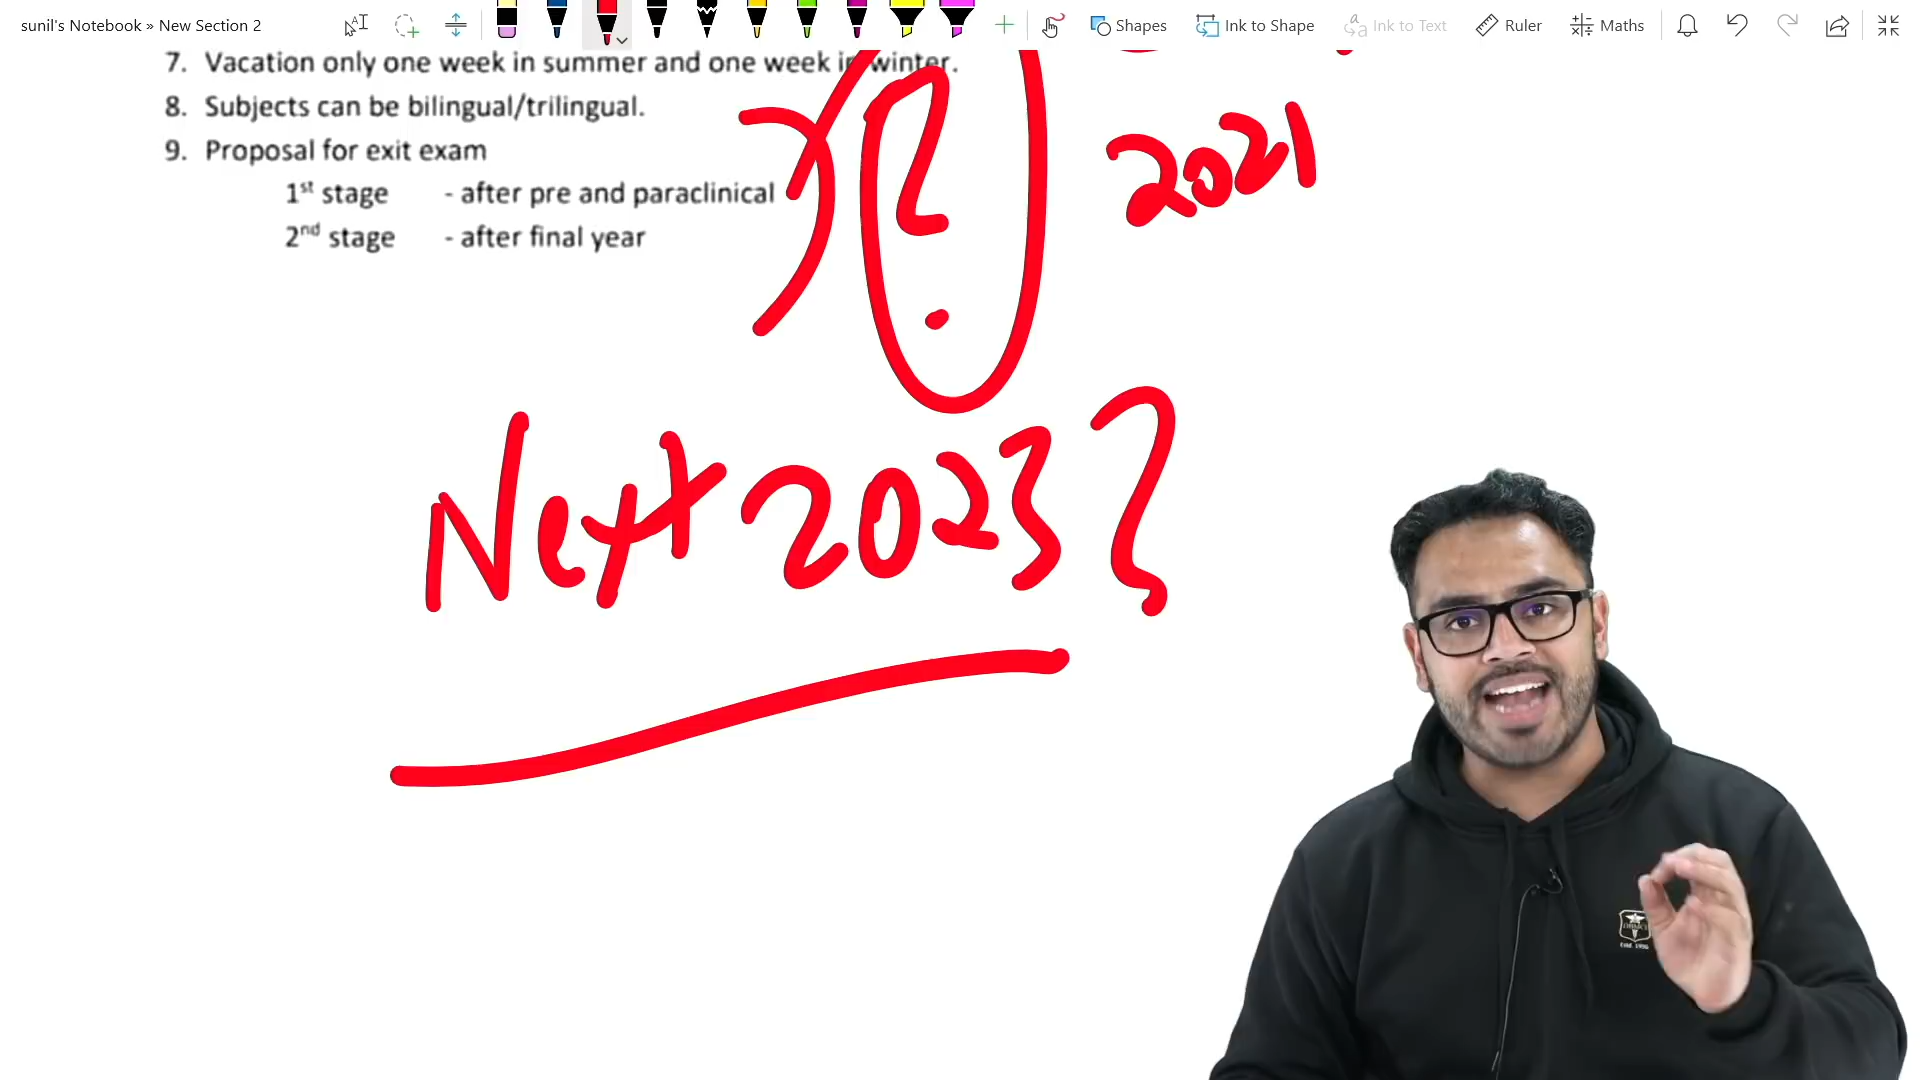 sunil's Notebook » New Section 2
Shapes
Ink to Shape
Ink to Text
Ruler
Maths
7. Vacation only one week in summer and one week in winter.
8. Subjects can be bilingual/trilingual.
9. Proposal for exit exam
1st stage - after pre and paraclinical
2nd stage - after final year
?
2021
Next 2023 ?
DBMCI